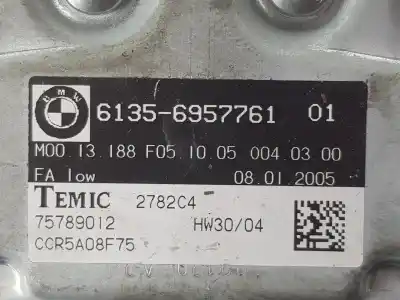 BMW
6135-6957761 01
M00.13.188 F05.10.05 004.03.00
FA low 08.01.2005
TEMIC 2782C4
75789012 HW30/04
CCR5A08F75